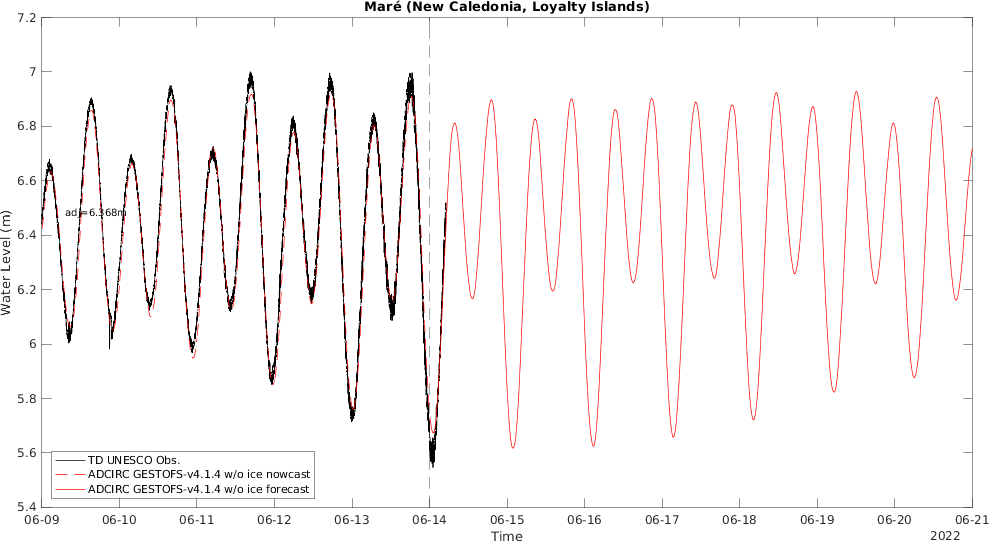 Maré (New Caledonia, Loyalty Islands)
7.2
7
6.8
6.6
6.4
6.2
6
5.8
5.6
5.4
Water Level (m)
adj=6.368m
TD UNESCO Obs.
ADCIRC GESTOFS-v4.1.4 w/o ice nowcast
ADCIRC GESTOFS-v4.1.4 w/o ice forecast
06-09 06-10 06-11 06-12 06-13 06-14 06-15 06-16 06-17 06-18 06-19 06-20 06-21
Time
2022